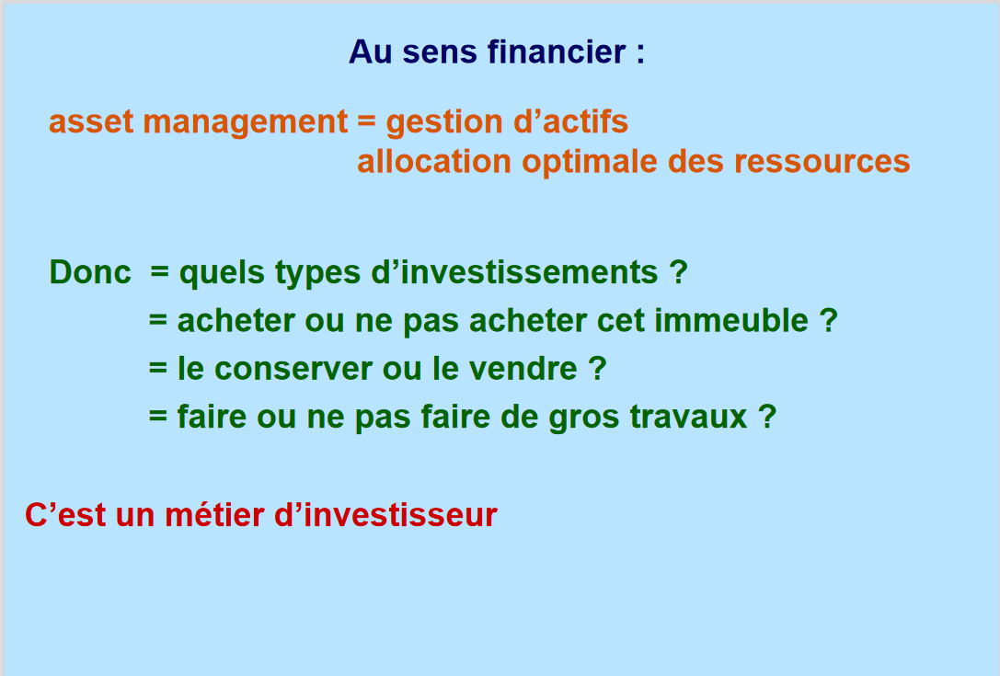 Au sens financier :
asset management = gestion d’actifs
allocation optimale des ressources
Donc = quels types d’investissements ?
= acheter ou ne pas acheter cet immeuble ?
= le conserver ou le vendre ?
= faire ou ne pas faire de gros travaux ?
C’est un métier d’investisseur